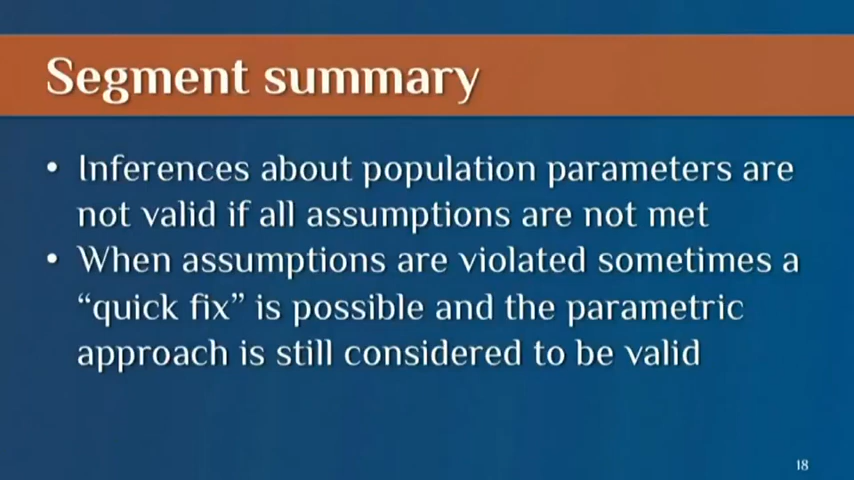 Segment summary
• Inferences about population parameters are
not valid if all assumptions are not met
• When assumptions are violated sometimes a
“quick fix” is possible and the parametric
approach is still considered to be valid
18